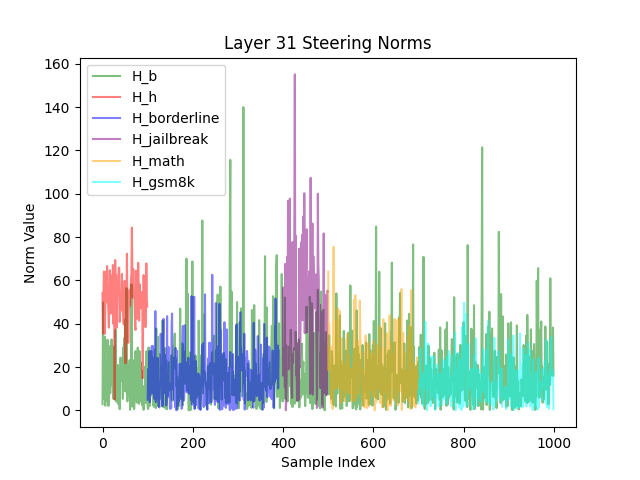 Layer 31 Steering Norms
160
140
120
100
80
60
40
20
0
Norm Value
H_b
H_h
H_borderline
H_jailbreak
H_math
H_gsm8k
0
200
400
600
800
1000
Sample Index